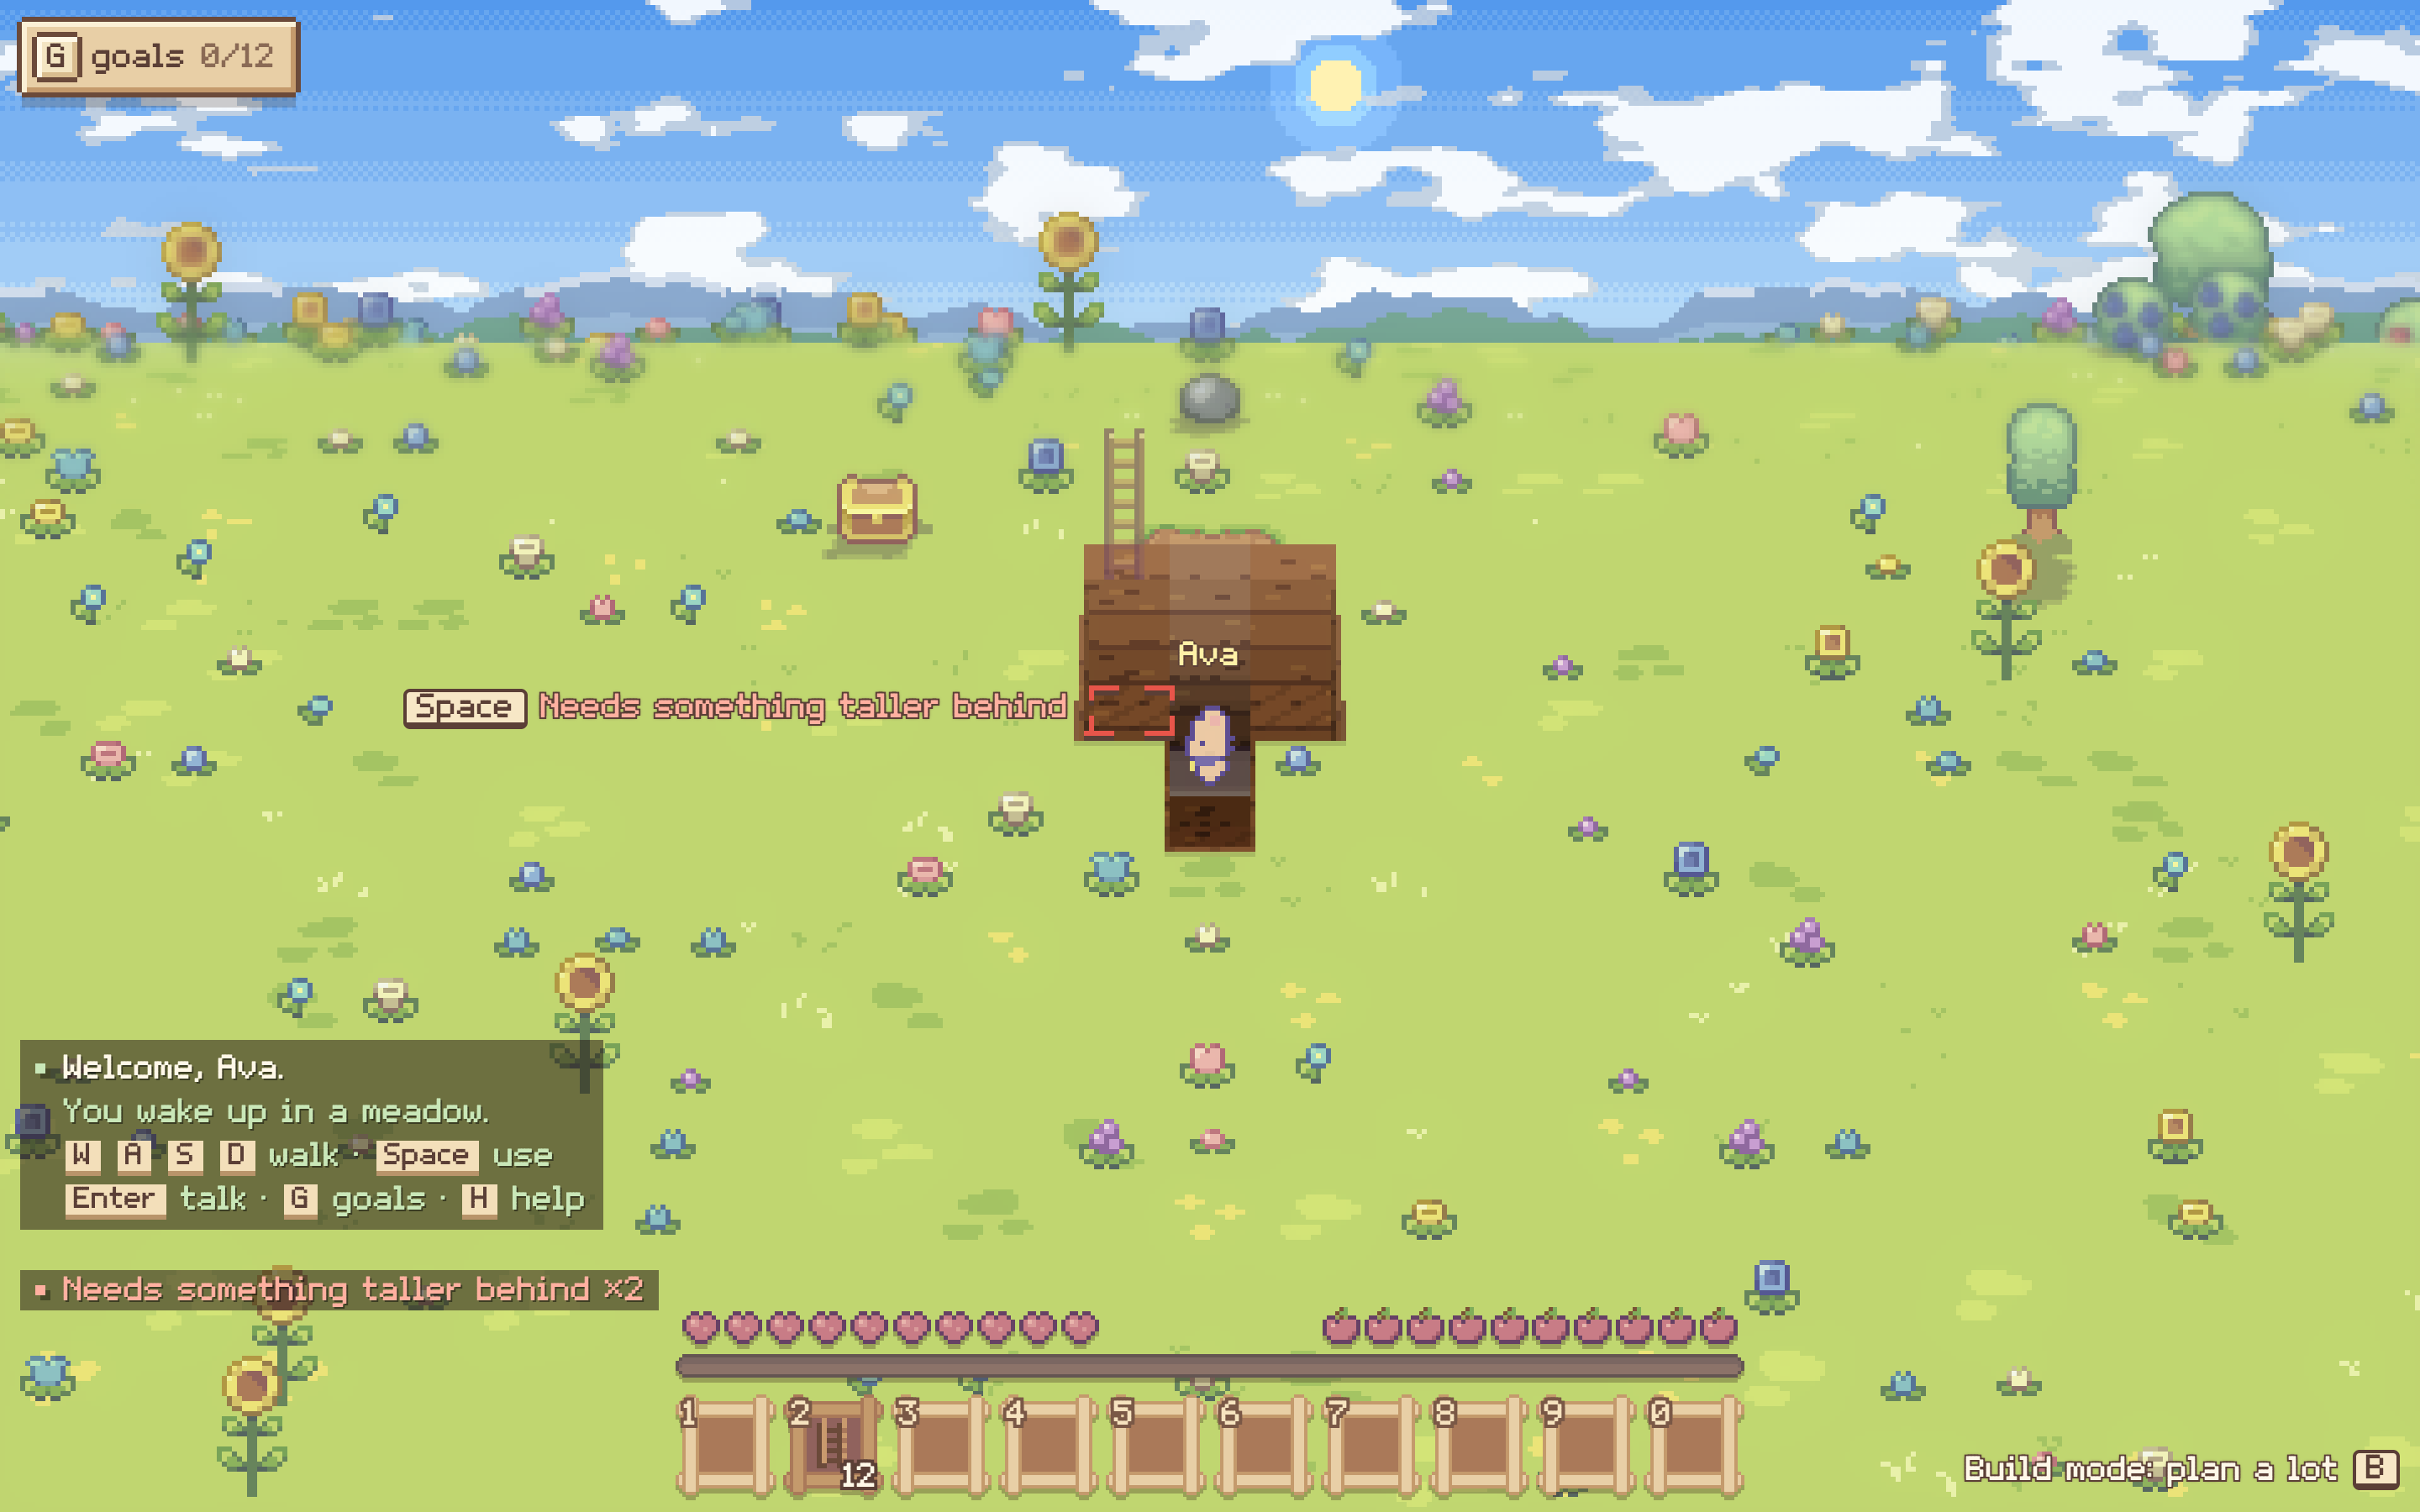 G goals 0/12
Ava
Space Needs something taller behind
Welcome, Ava.
You wake up in a meadow.
W A S D walk · Space use
Enter talk · G goals · H help
Needs something taller behind ×2
1 2 3 4 5 6 7 8 9 0
12
Build mode: plan a lot B